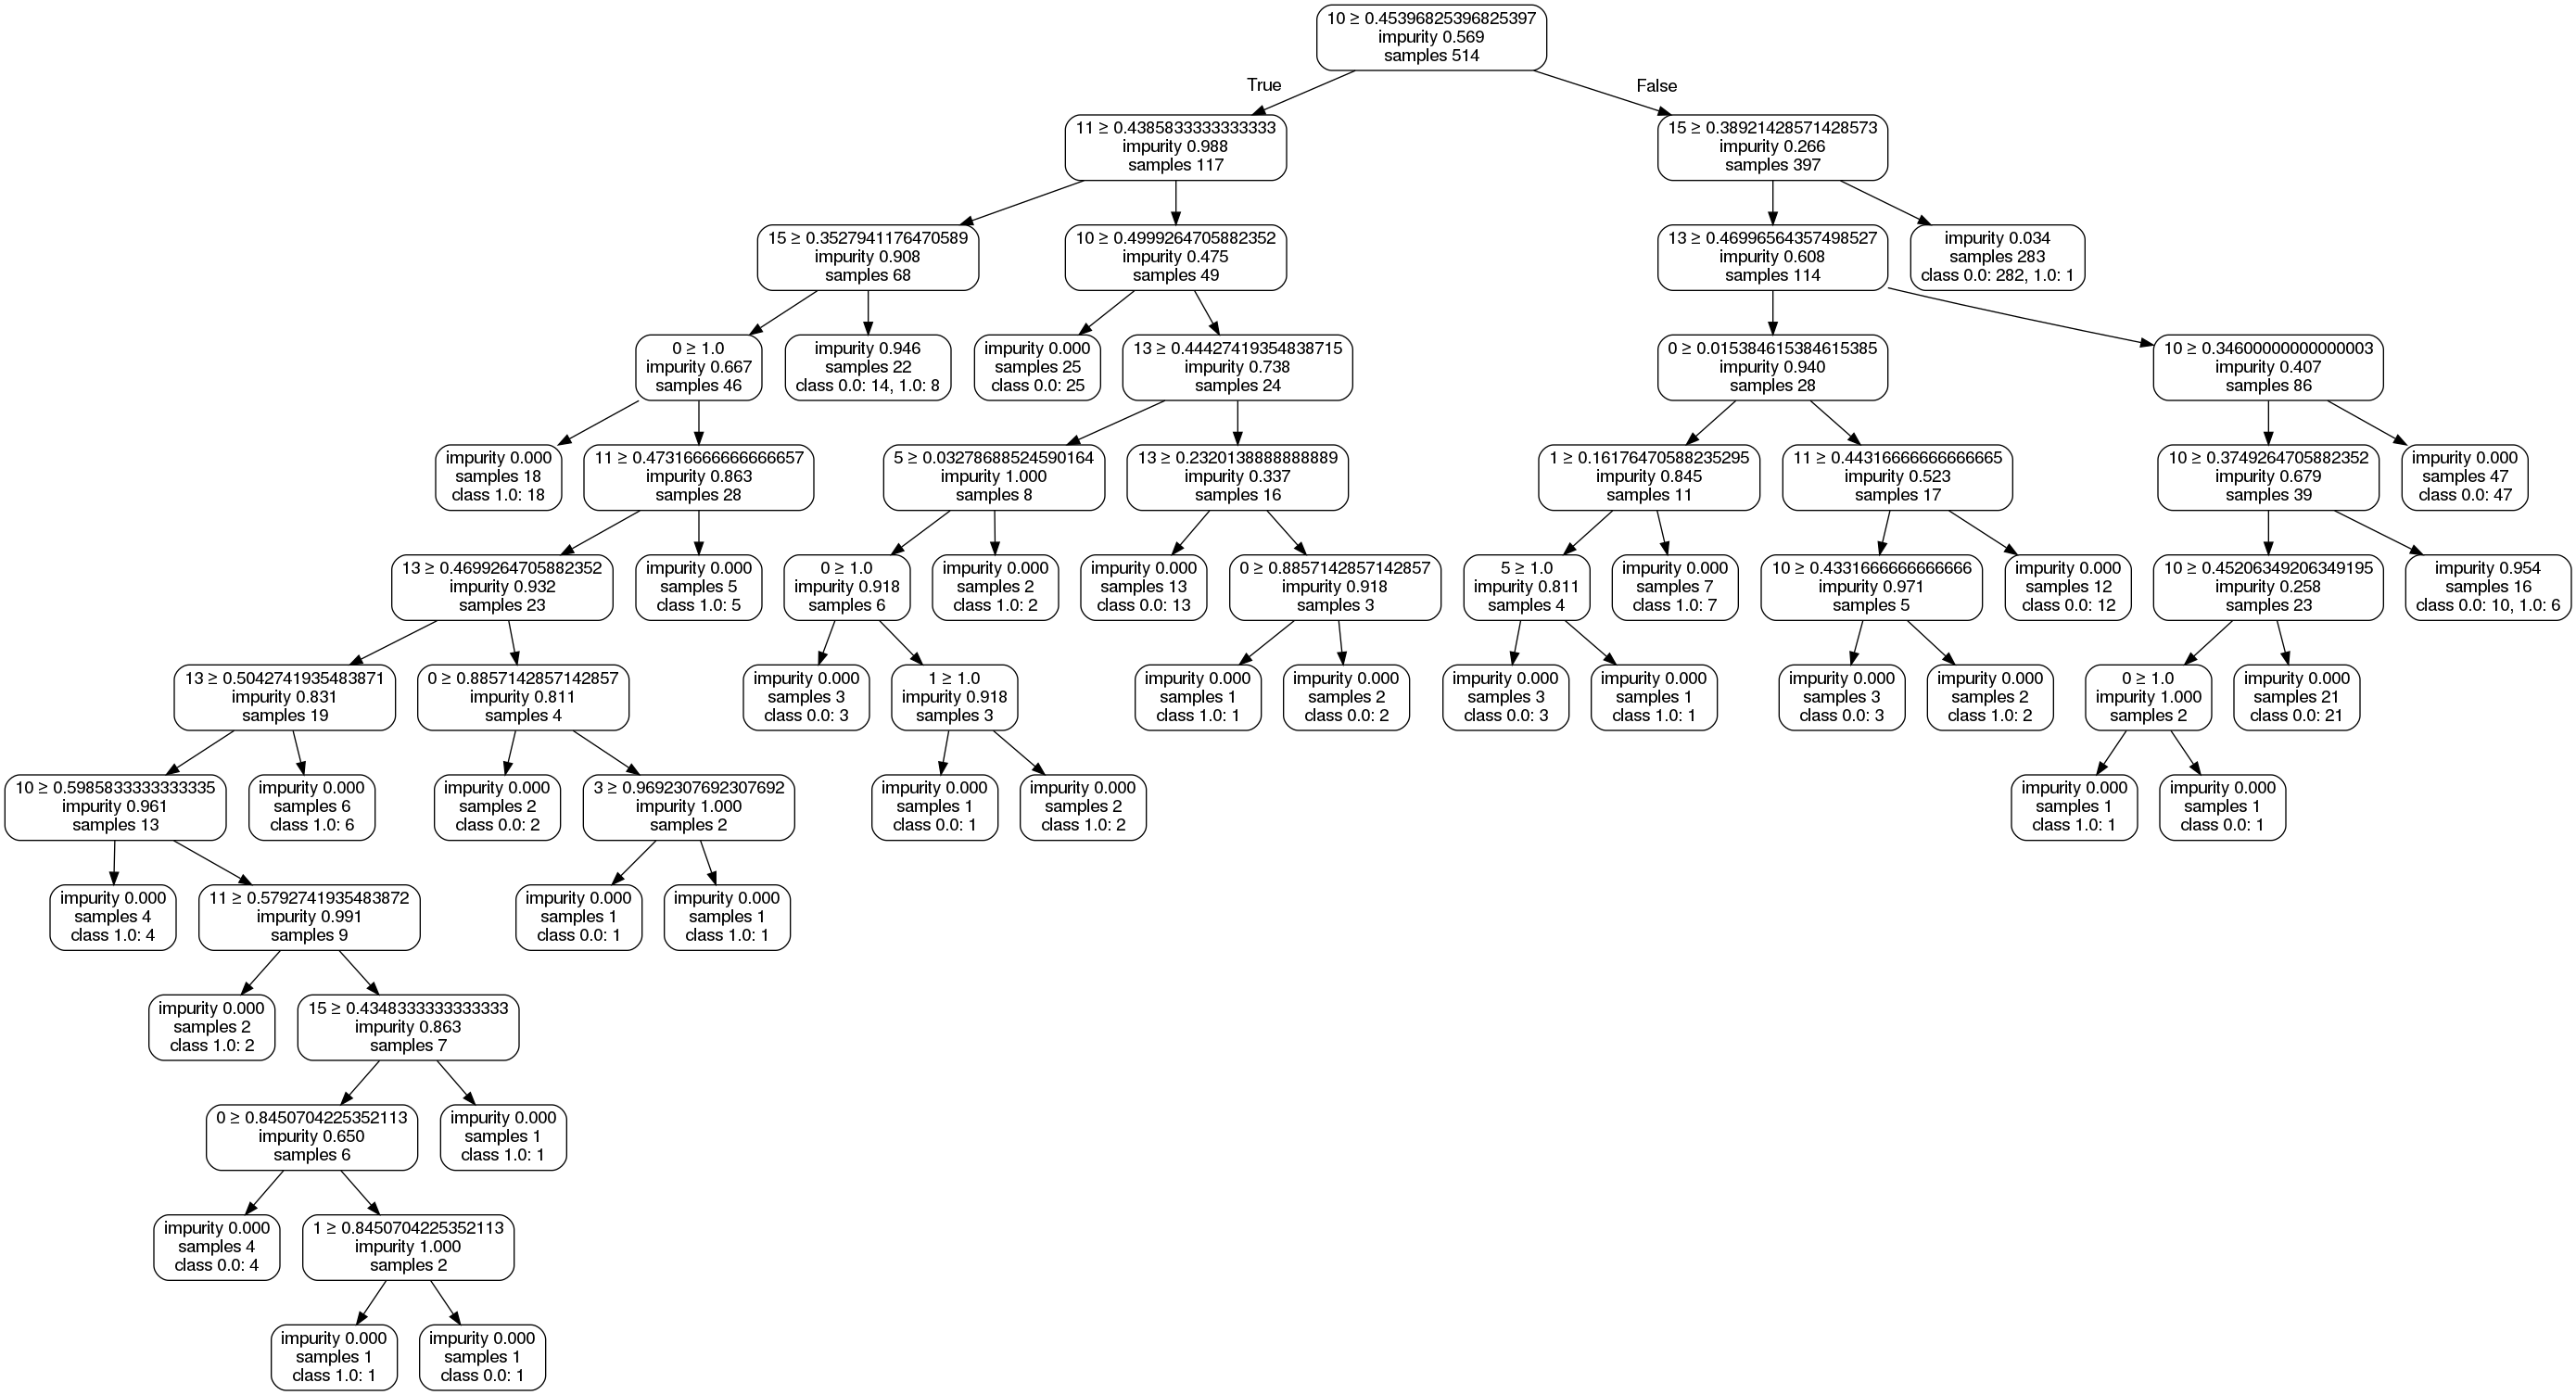 10 ≥ 0.45396825396825397
impurity 0.569
samples 514
True
False
11 ≥ 0.4385833333333333
impurity 0.988
samples 117
15 ≥ 0.38921428571428573
impurity 0.266
samples 397
15 ≥ 0.3527941176470589
impurity 0.908
samples 68
10 ≥ 0.4999264705882352
impurity 0.475
samples 49
13 ≥ 0.46996564357498527
impurity 0.608
samples 114
impurity 0.034
samples 283
class 0.0: 282, 1.0: 1
0 ≥ 1.0
impurity 0.667
samples 46
impurity 0.946
samples 22
class 0.0: 14, 1.0: 8
impurity 0.000
samples 25
class 0.0: 25
13 ≥ 0.44427419354838715
impurity 0.738
samples 24
0 ≥ 0.015384615384615385
impurity 0.940
samples 28
10 ≥ 0.34600000000000003
impurity 0.407
samples 86
impurity 0.000
samples 18
class 1.0: 18
11 ≥ 0.47316666666666657
impurity 0.863
samples 28
5 ≥ 0.03278688524590164
impurity 1.000
samples 8
13 ≥ 0.2320138888888889
impurity 0.337
samples 16
1 ≥ 0.16176470588235295
impurity 0.845
samples 11
11 ≥ 0.44316666666666665
impurity 0.523
samples 17
10 ≥ 0.3749264705882352
impurity 0.679
samples 39
impurity 0.000
samples 47
class 0.0: 47
13 ≥ 0.4699264705882352
impurity 0.932
samples 23
impurity 0.000
samples 5
class 1.0: 5
0 ≥ 1.0
impurity 0.918
samples 6
impurity 0.000
samples 2
class 1.0: 2
impurity 0.000
samples 13
class 0.0: 13
0 ≥ 0.8857142857142857
impurity 0.918
samples 3
5 ≥ 1.0
impurity 0.811
samples 4
impurity 0.000
samples 7
class 1.0: 7
10 ≥ 0.4331666666666666
impurity 0.971
samples 5
impurity 0.000
samples 12
class 0.0: 12
10 ≥ 0.45206349206349195
impurity 0.258
samples 23
impurity 0.954
samples 16
class 0.0: 10, 1.0: 6
13 ≥ 0.5042741935483871
impurity 0.831
samples 19
0 ≥ 0.8857142857142857
impurity 0.811
samples 4
impurity 0.000
samples 3
class 0.0: 3
1 ≥ 1.0
impurity 0.918
samples 3
impurity 0.000
samples 1
class 1.0: 1
impurity 0.000
samples 2
class 0.0: 2
impurity 0.000
samples 3
class 0.0: 3
impurity 0.000
samples 1
class 1.0: 1
impurity 0.000
samples 3
class 0.0: 3
impurity 0.000
samples 2
class 1.0: 2
0 ≥ 1.0
impurity 1.000
samples 2
impurity 0.000
samples 21
class 0.0: 21
10 ≥ 0.5985833333333335
impurity 0.961
samples 13
impurity 0.000
samples 6
class 1.0: 6
impurity 0.000
samples 2
class 0.0: 2
3 ≥ 0.9692307692307692
impurity 1.000
samples 2
impurity 0.000
samples 1
class 0.0: 1
impurity 0.000
samples 2
class 1.0: 2
impurity 0.000
samples 1
class 1.0: 1
impurity 0.000
samples 1
class 0.0: 1
impurity 0.000
samples 4
class 1.0: 4
11 ≥ 0.5792741935483872
impurity 0.991
samples 9
impurity 0.000
samples 1
class 0.0: 1
impurity 0.000
samples 1
class 1.0: 1
impurity 0.000
samples 2
class 1.0: 2
15 ≥ 0.4348333333333333
impurity 0.863
samples 7
0 ≥ 0.8450704225352113
impurity 0.650
samples 6
impurity 0.000
samples 1
class 1.0: 1
impurity 0.000
samples 4
class 0.0: 4
1 ≥ 0.8450704225352113
impurity 1.000
samples 2
impurity 0.000
samples 1
class 1.0: 1
impurity 0.000
samples 1
class 0.0: 1